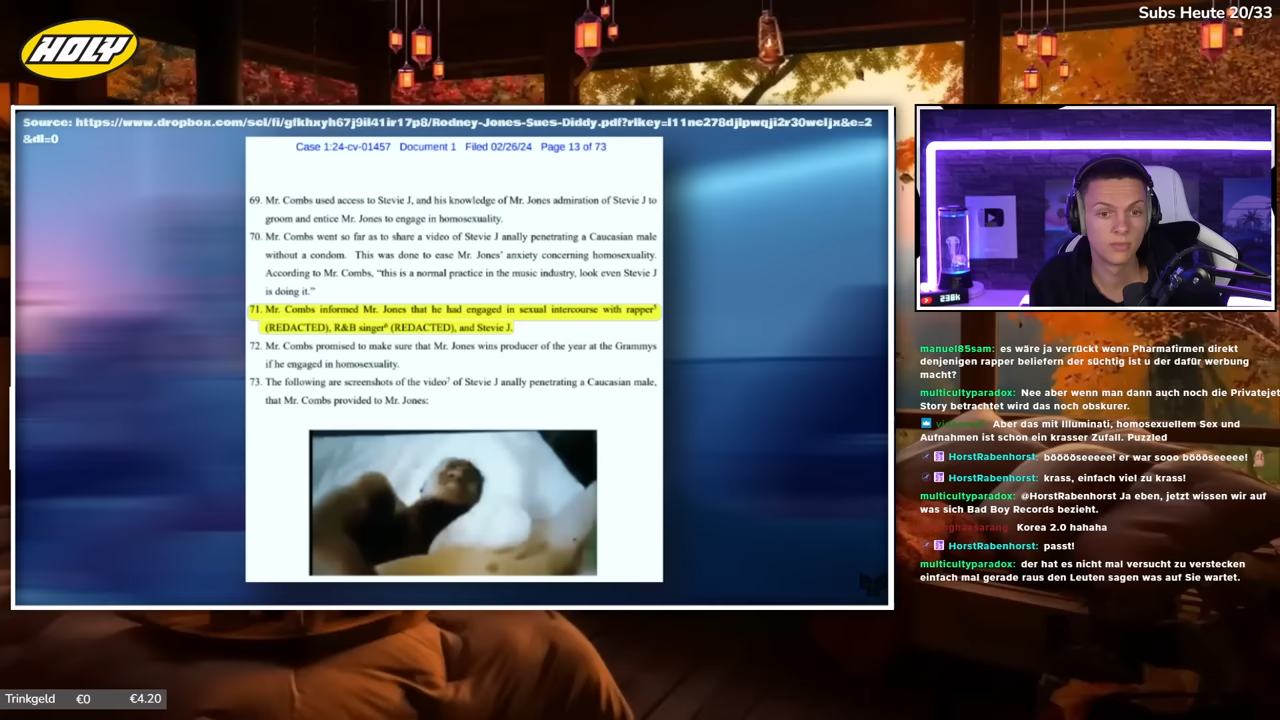 Subs Heute 20/33
HOLY
Source: https://www.dropbox.com/scl/fi/gfkhxyh67j9il41ir17p8/Rodney-Jones-Sues-Diddy.pdf?rlkey=l11nc278djlpwqji2r30wcljx&e=2
&dl=0
Case 1:24-cv-01457 Document 1 Filed 02/26/24 Page 13 of 73
69. Mr. Combs used access to Stevie J, and his knowledge of Mr. Jones admiration of Stevie J to
groom and entice Mr. Jones to engage in homosexuality.
70. Mr. Combs went so far as to share a video of Stevie J anally penetrating a Caucasian male
without a condom. This was done to ease Mr. Jones' anxiety concerning homosexuality.
According to Mr. Combs, "this is a normal practice in the music industry, look even Stevie J
is doing it."
71. Mr. Combs informed Mr. Jones that he had engaged in sexual intercourse with rapper⁵
(REDACTED), R&B singer⁶ (REDACTED), and Stevie J.
72. Mr. Combs promised to make sure that Mr. Jones wins producer of the year at the Grammys
if he engaged in homosexuality.
73. The following are screenshots of the video⁷ of Stevie J anally penetrating a Caucasian male,
that Mr. Combs provided to Mr. Jones:
238k
manuel85sam: es wäre ja verrückt wenn Pharmafirmen direkt
denjenigen rapper beliefern der süchtig ist u der dafür werbung
macht?
multicultyparadox: Nee aber wenn man dann auch noch die Privatejet
Story betrachtet wird das noch obskurer.
Aber das mit Illuminati, homosexuellem Sex und
Aufnahmen ist schon ein krasser Zufall. Puzzled
HorstRabenhorst: böööseeeee! er war sooo böööseeeee!
HorstRabenhorst: krass, einfach viel zu krass!
multicultyparadox: @HorstRabenhorst Ja eben, jetzt wissen wir auf
was sich Bad Boy Records bezieht.
Korea 2.0 hahaha
HorstRabenhorst: passt!
multicultyparadox: der hat es nicht mal versucht zu verstecken
einfach mal gerade raus den Leuten sagen was auf Sie wartet.
Trinkgeld €0 €4.20